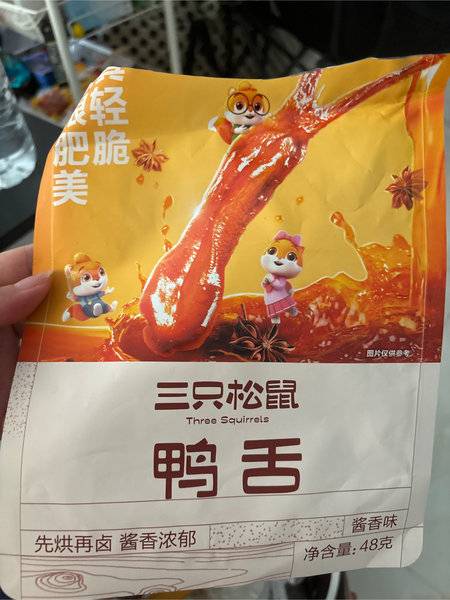 轻脆
肥美
图片仅供参考
三只松鼠
Three Squirrels
鸭舌
先烘再卤 酱香浓郁
酱香味
净含量:48克